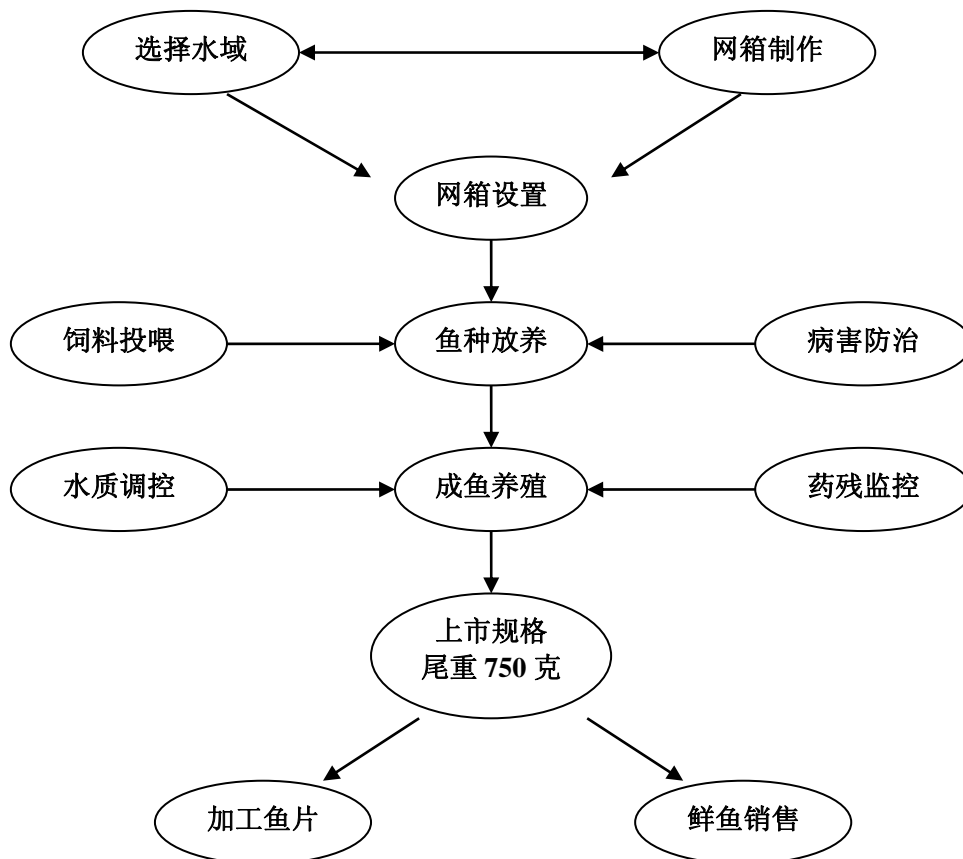 选择水域
网箱制作
网箱设置
饲料投喂
鱼种放养
病害防治
水质调控
成鱼养殖
药残监控
上市规格
尾重 750 克
加工鱼片
鲜鱼销售